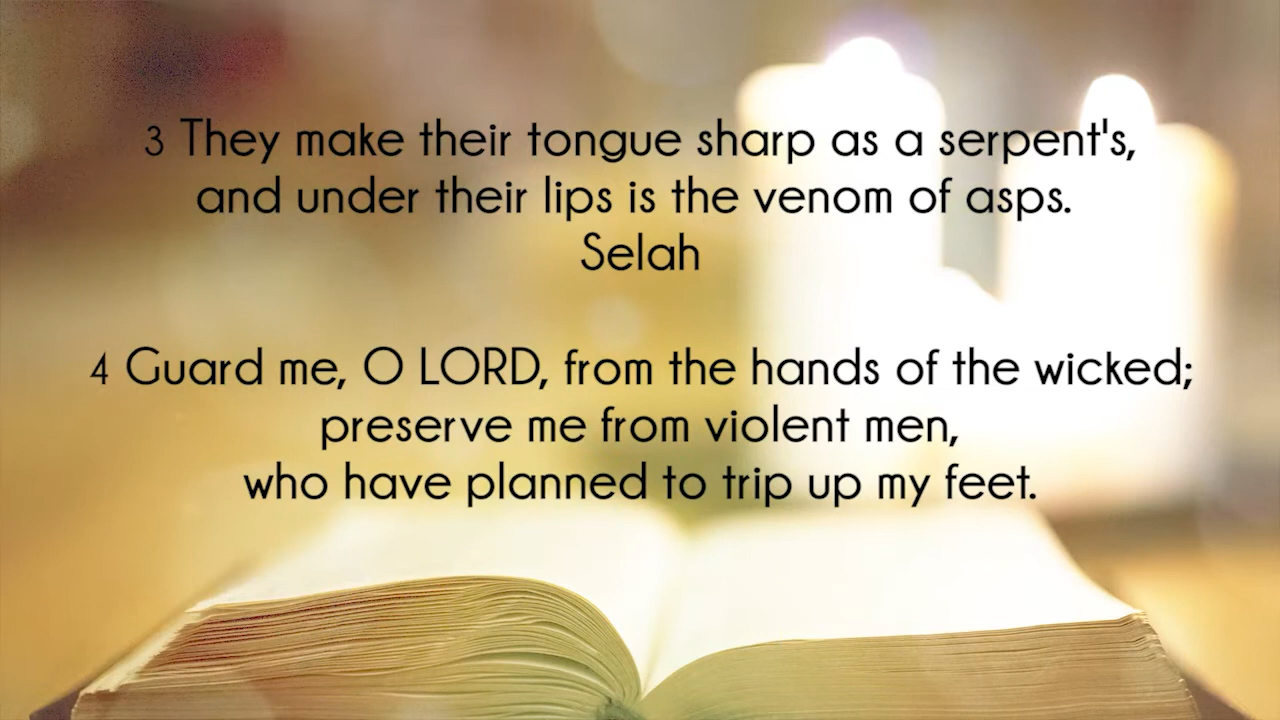 3 They make their tongue sharp as a serpent's,
and under their lips is the venom of asps.
Selah
4 Guard me, O LORD, from the hands of the wicked;
preserve me from violent men,
who have planned to trip up my feet.